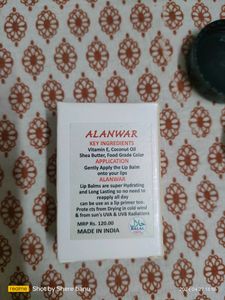 ALANWAR
KEY INGREDIENTS
Vitamin E, Coconut Oil
Shea Butter, Food Grade Color
APPLICATION
Gently Apply the Lip Balm
onto your lips
ALANWAR
Lip Balms are super Hydrating
and Long Lasting so no need to
reapply all day
can be used as a lip primer too.
Prote cts from Drying in cold wind
& from sun's UVA & UVB Radiations
MRP Rs. 120.00
MADE IN INDIA
HALAL
realme
Shot by Shere Banu